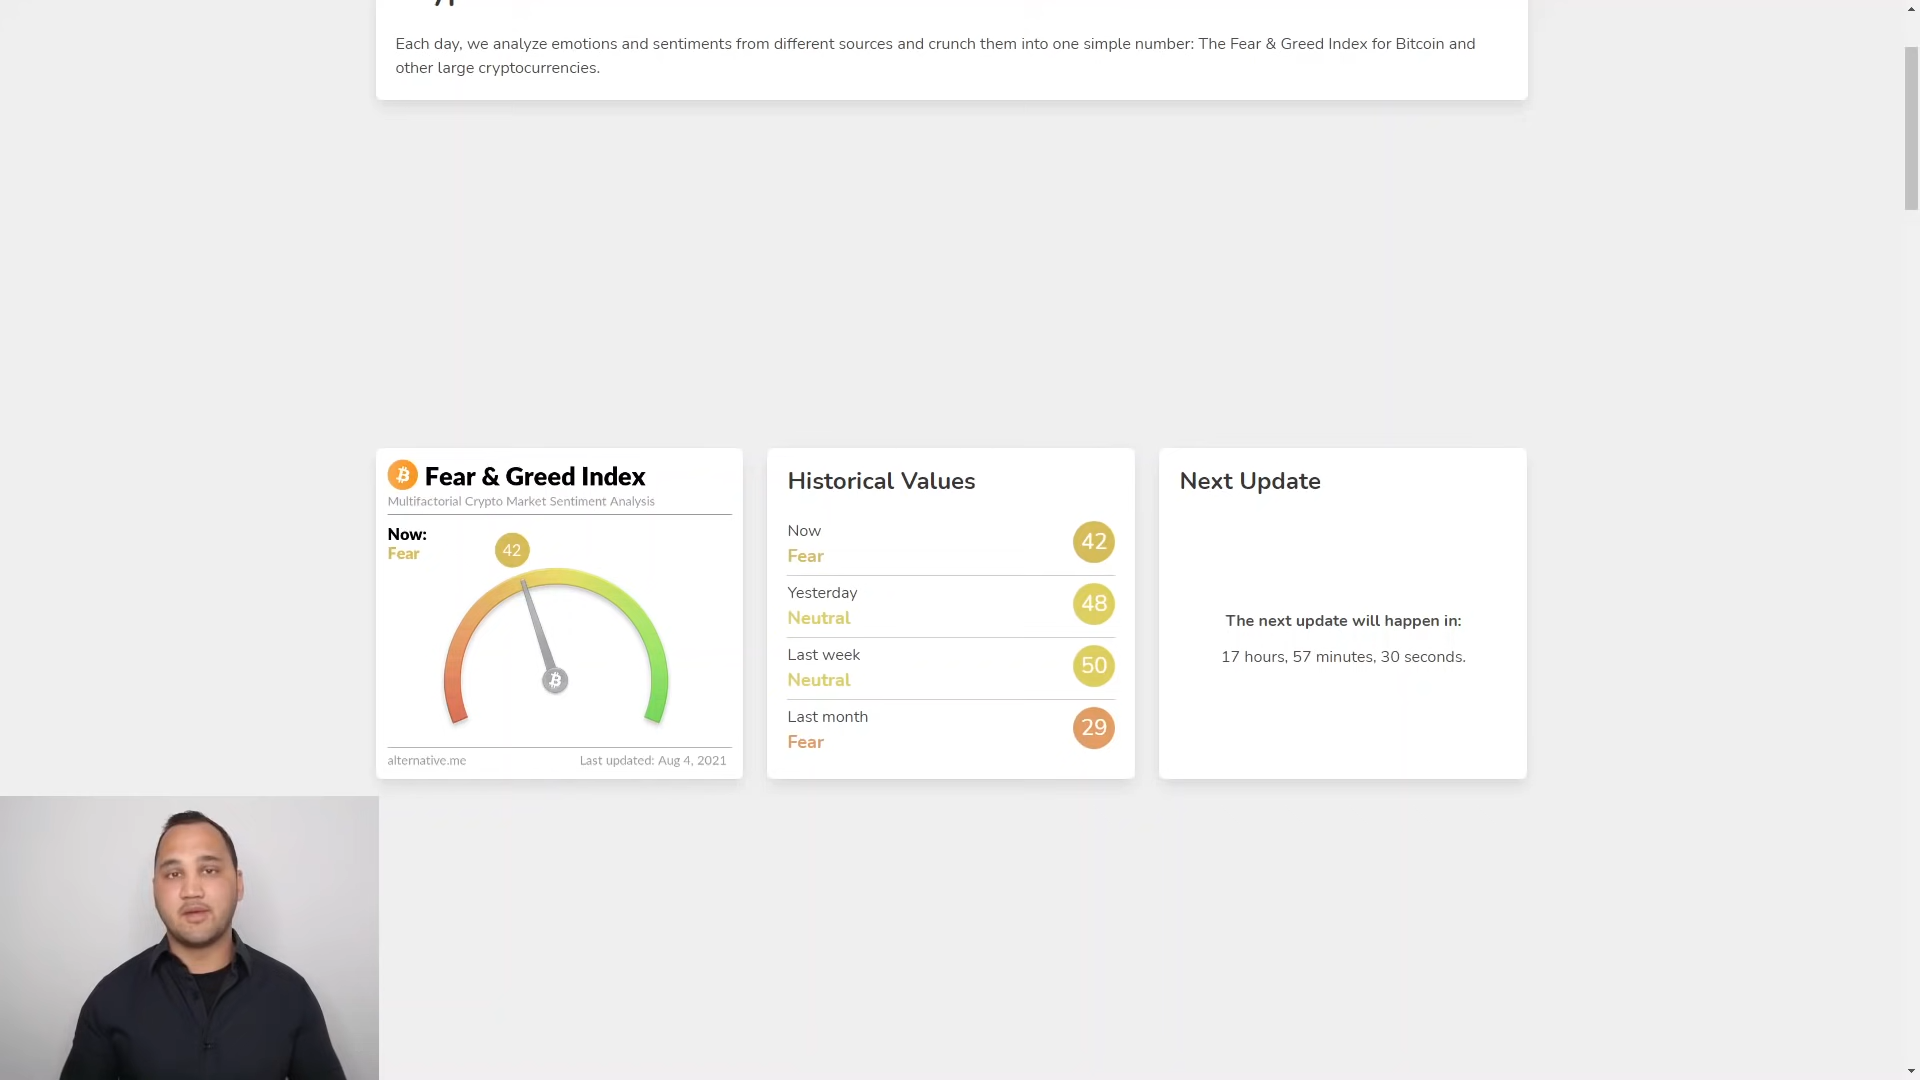 Each day, we analyze emotions and sentiments from different sources and crunch them into one simple number: The Fear & Greed Index for Bitcoin and
other large cryptocurrencies.
Fear & Greed Index
Multifactorial Crypto Market Sentiment Analysis
Now:
Fear
42
alternative.me
Last updated: Aug 4, 2021
Historical Values
Now
Fear
42
Yesterday
Neutral
48
Last week
Neutral
50
Last month
Fear
29
Next Update
The next update will happen in:
17 hours, 57 minutes, 30 seconds.